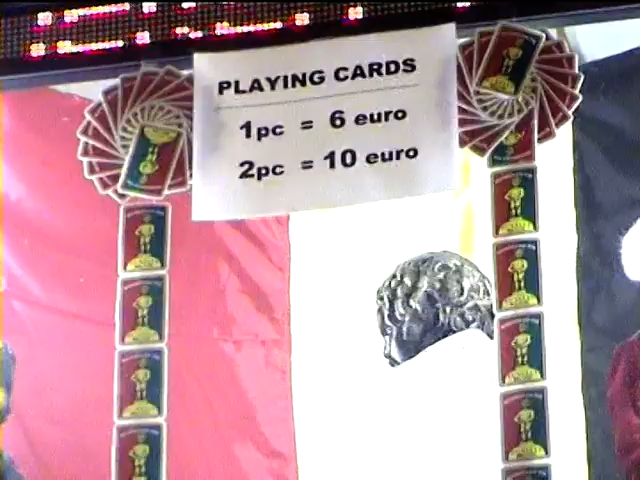 PLAYING CARDS
1pc = 6 euro
2pc = 10 euro